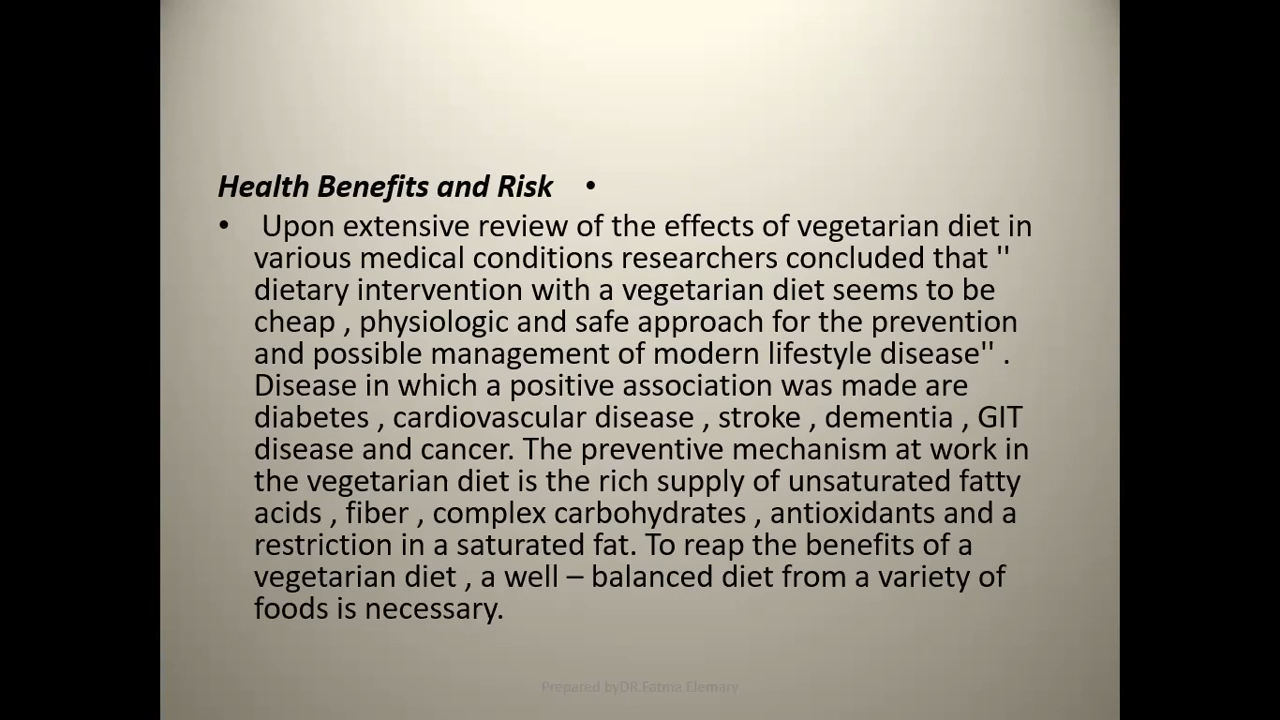 Health Benefits and Risk •
• Upon extensive review of the effects of vegetarian diet in
various medical conditions researchers concluded that "
dietary intervention with a vegetarian diet seems to be
cheap , physiologic and safe approach for the prevention
and possible management of modern lifestyle disease" .
Disease in which a positive association was made are
diabetes , cardiovascular disease , stroke , dementia , GIT
disease and cancer. The preventive mechanism at work in
the vegetarian diet is the rich supply of unsaturated fatty
acids , fiber , complex carbohydrates , antioxidants and a
restriction in a saturated fat. To reap the benefits of a
vegetarian diet , a well – balanced diet from a variety of
foods is necessary.
Prepared byDR.Fatma Elemary